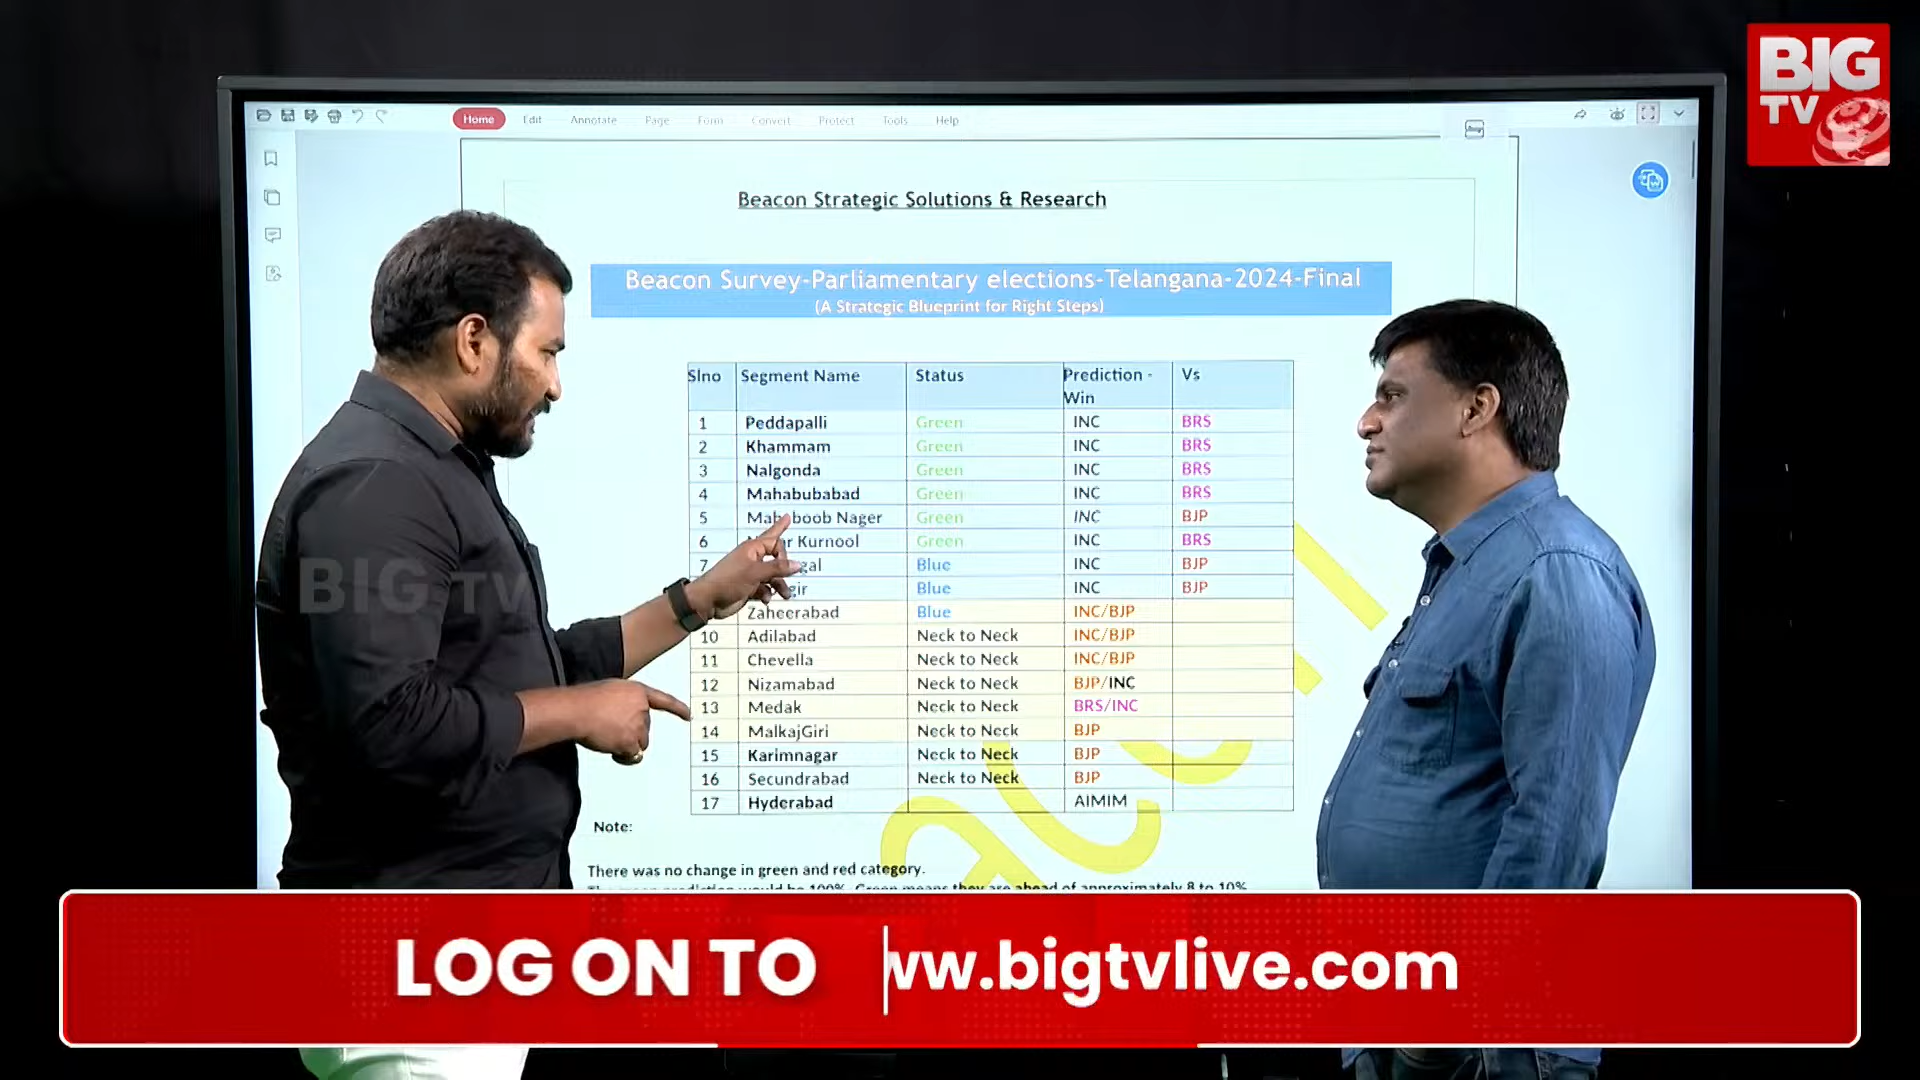 BIG
TV
Home Edit Annotate Page Form Convert Protect Tools Help
Beacon Strategic Solutions & Research
Beacon Survey-Parliamentary elections-Telangana-2024-Final
(A Strategic Blueprint for Right Steps)
Slno Segment Name Status Prediction - Win Vs
1 Peddapalli Green INC BRS
2 Khammam Green INC BRS
3 Nalgonda Green INC BRS
4 Mahabubabad Green INC BRS
5 Nager Green INC BJP
6 Kurnool Green INC BRS
7 Blue INC BJP
Blue INC BJP
Zaheerabad Blue INC/BJP
10 Adilabad Neck to Neck INC/BJP
11 Chevella Neck to Neck INC/BJP
12 Nizamabad Neck to Neck BJP/INC
13 Medak Neck to Neck BRS/INC
14 MalkajGiri Neck to Neck BJP
15 Karimnagar Neck to Neck BJP
16 Secundrabad Neck to Neck BJP
17 Hyderabad AIMIM
Note:
There was no change in green and red category.
BIG TV
LOG ON TO ww.bigtvlive.com